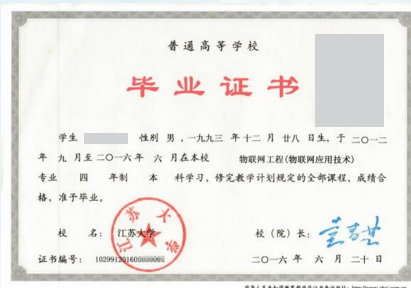 普通高等学校
毕业证书
学生 性别 男，一九九三 年 十二 月 廿八 日生，于 二〇一二
年 九 月至 二〇一六 年 六 月在本校 物联网工程(物联网应用技术)
专业 四 年制 本 科学习，修完教学计划规定的全部课程，成绩合
格，准予毕业。
校 名： 江苏大学 校（院）长：
江苏大学
证书编号： 10299120160 二〇一六 年 六 月 二十 日